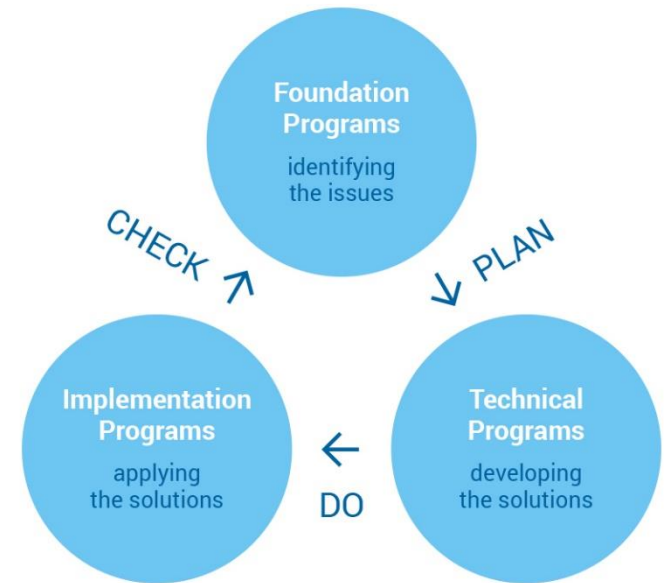 Foundation
Programs
identifying
the issues
CHECK
PLAN
Implementation
Programs
applying
the solutions
DO
Technical
Programs
developing
the solutions